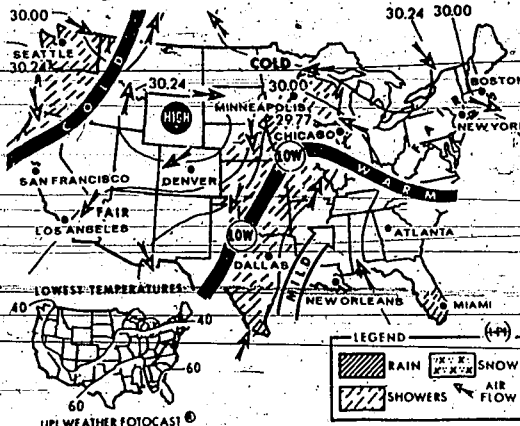 30.00
30.24 30.00
SEATTLE
30.24
COLD
COLD
30.24
30.00
BOSTON
MINNEAPOLIS
29.77
HIGH
CHICAGO
NEW YORK
FAIR
LOW
WARM
SAN FRANCISCO
DENVER
FAIR
LOS ANGELES
LOW
ATLANTA
DALLAS
MILD
LOWEST TEMPERATURES
NEW ORLEANS
MIAMI
40
40
60
60
LEGEND
RAIN
SNOW
SHOWERS
AIR
FLOW
UPI WEATHER FOTOCAST ®